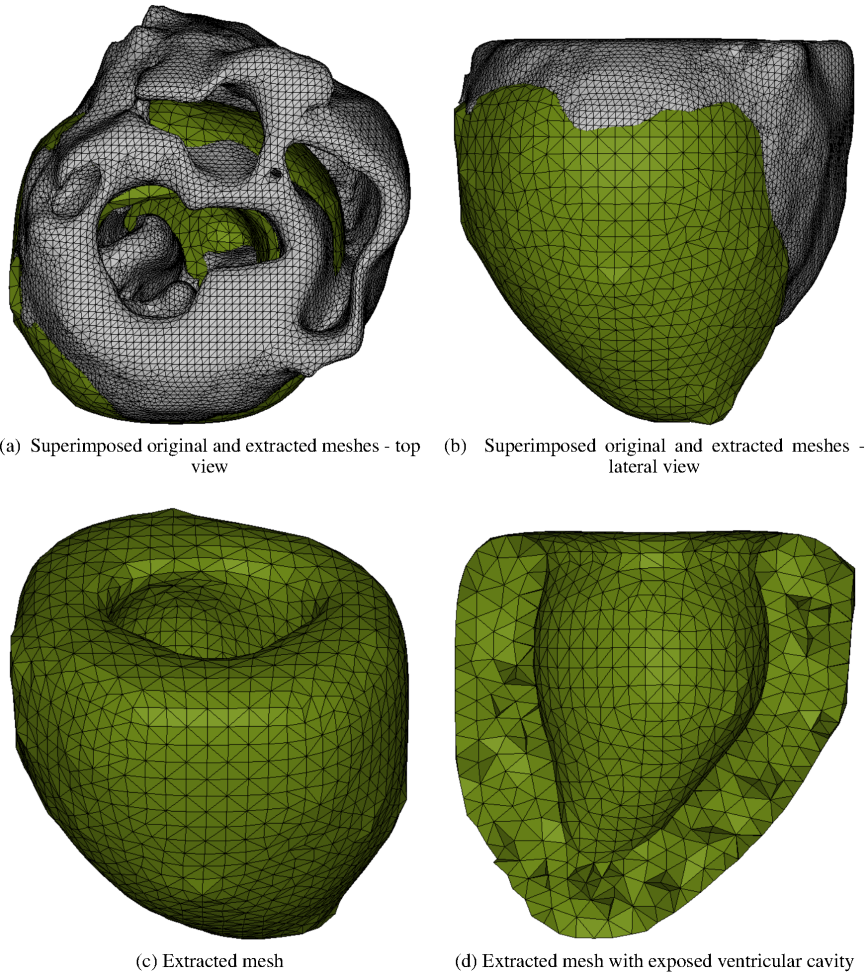 (a) Superimposed original and extracted meshes - top
view
(b) Superimposed original and extracted meshes -
lateral view
(c) Extracted mesh
(d) Extracted mesh with exposed ventricular cavity